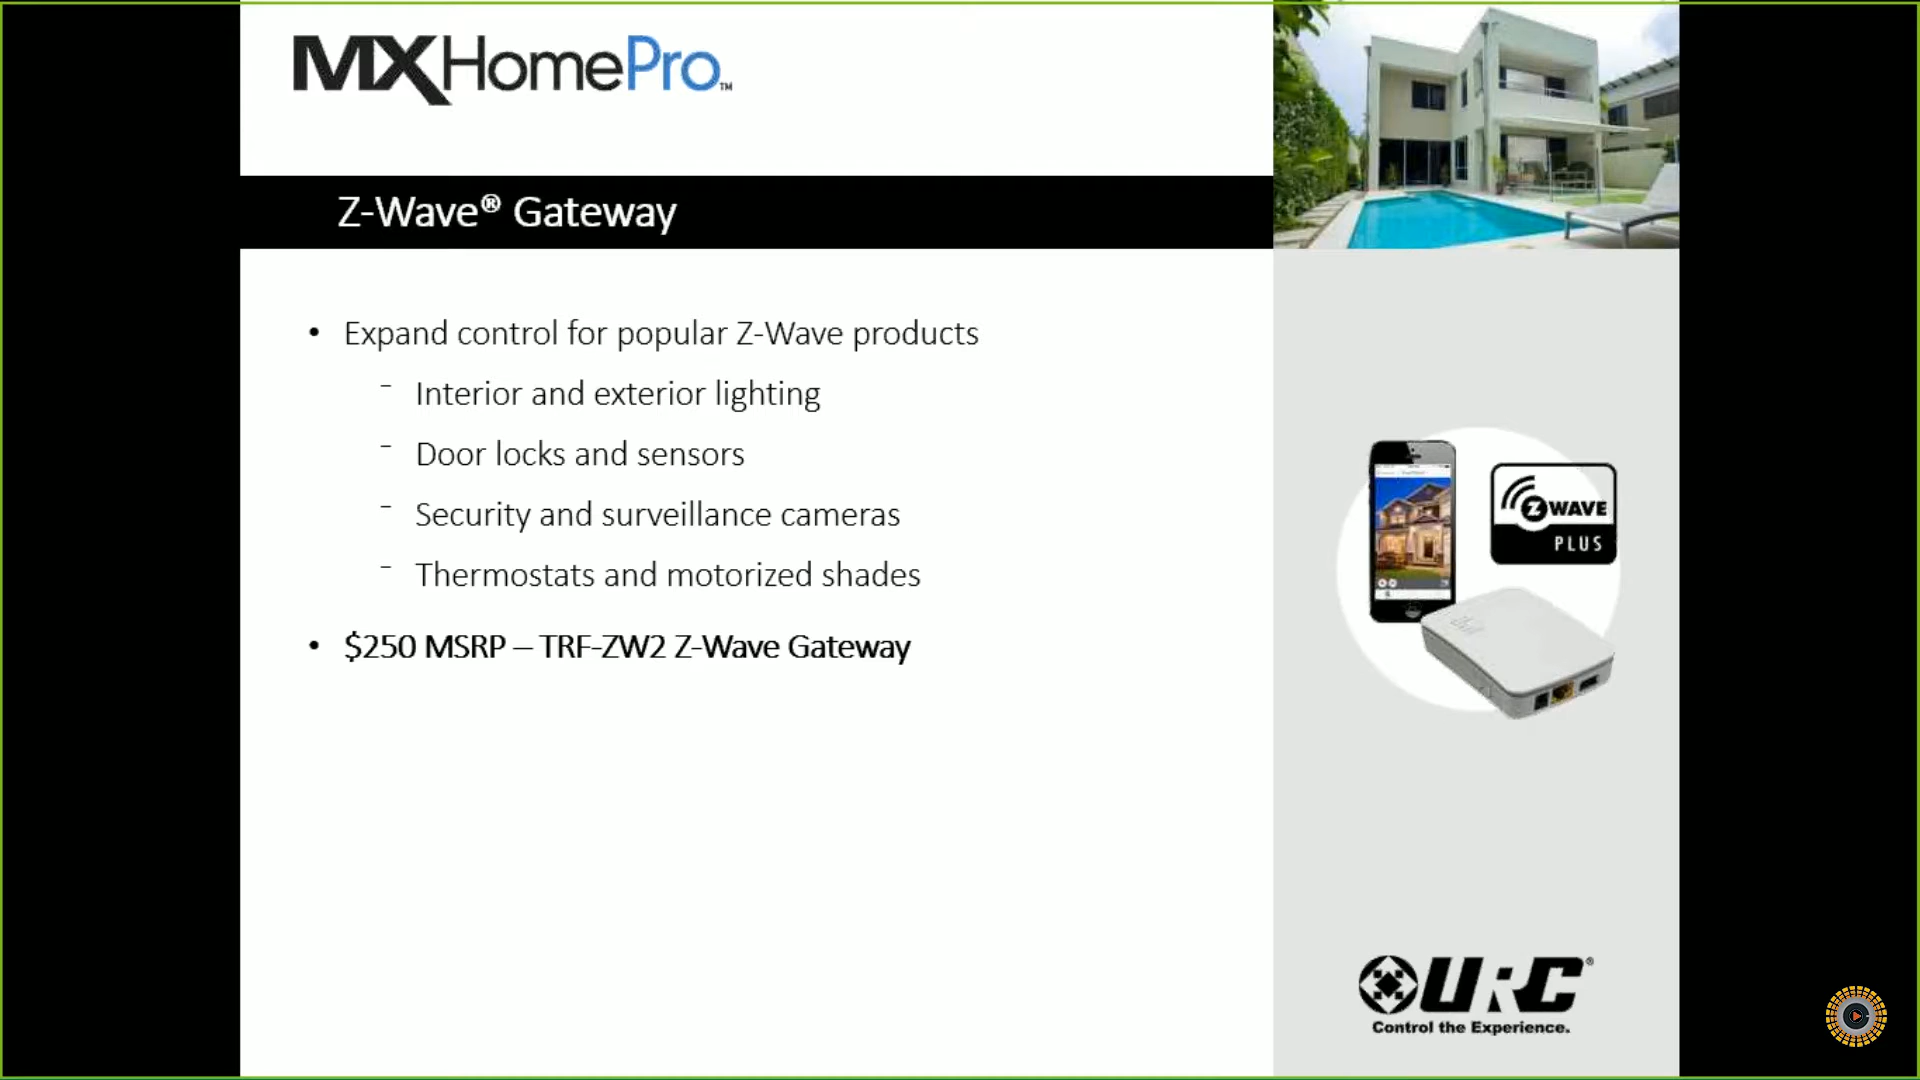 MXHomePro™
Z-Wave® Gateway
• Expand control for popular Z-Wave products
– Interior and exterior lighting
– Door locks and sensors
– Security and surveillance cameras
– Thermostats and motorized shades
• $250 MSRP – TRF-ZW2 Z-Wave Gateway
Z WAVE
PLUS
URC®
Control the Experience.